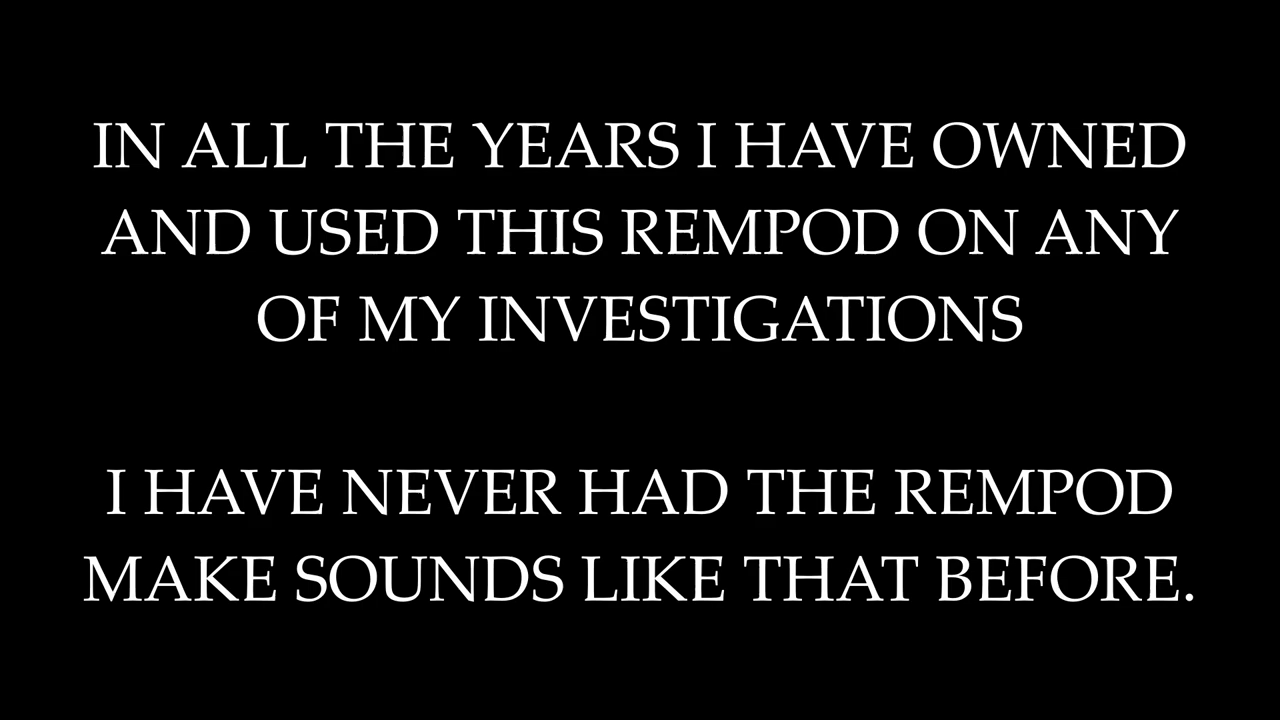 IN ALL THE YEARS I HAVE OWNED
AND USED THIS REMPOD ON ANY
OF MY INVESTIGATIONS
I HAVE NEVER HAD THE REMPOD
MAKE SOUNDS LIKE THAT BEFORE.